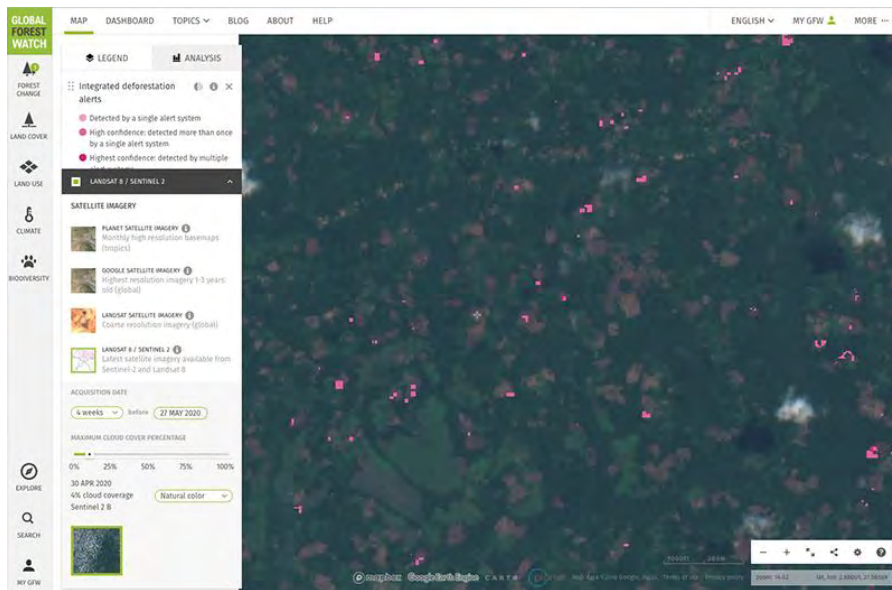 GLOBAL
FOREST
WATCH
MAP
DASHBOARD
TOPICS
BLOG
ABOUT
HELP
ENGLISH
MY GFW
MORE
FOREST
CHANGE
LAND COVER
LAND USE
CLIMATE
BIODIVERSITY
EXPLORE
SEARCH
MY GFW
LEGEND
ANALYSIS
Integrated deforestation
alerts
Detected by a single alert system
High confidence: detected more than once
by a single alert system
Highest confidence: detected by multiple
LANDSAT 8 / SENTINEL 2
SATELLITE IMAGERY
PLANET SATELLITE IMAGERY
Monthly high resolution basemaps
(tropics)
GOOGLE SATELLITE IMAGERY
Highest resolution imagery 1-3 years
old (global)
LANDSAT SATELLITE IMAGERY
Coarse resolution imagery (global)
LANDSAT 8 / SENTINEL 2
Latest satellite imagery available from
Sentinel-2 and Landsat 8
ACQUISITION DATE
4 weeks before 27 MAY 2020
MAXIMUM CLOUD COVER PERCENTAGE
0% 25% 50% 75% 100%
30 APR 2020
4% cloud coverage
Sentinel 2 B
Natural color
mapbox Google Earth Engine CARTO